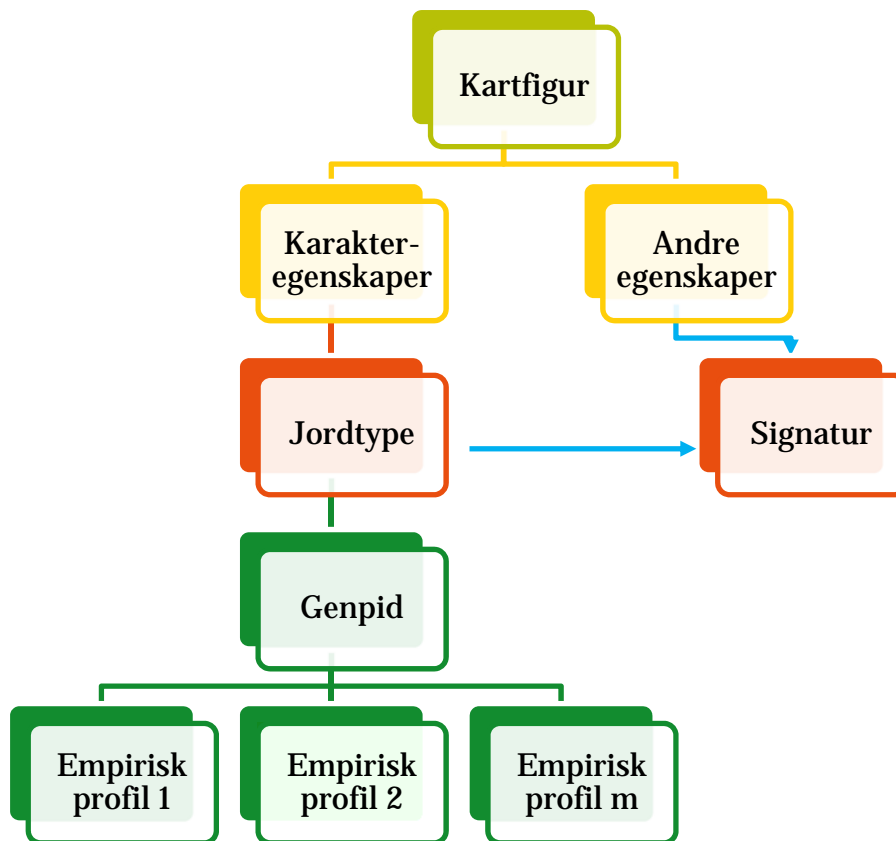 Kartfigur
Karakter-
egenskaper
Andre
egenskaper
Jordtype
Signatur
Genpid
Empirisk
profil 1
Empirisk
profil 2
Empirisk
profil m